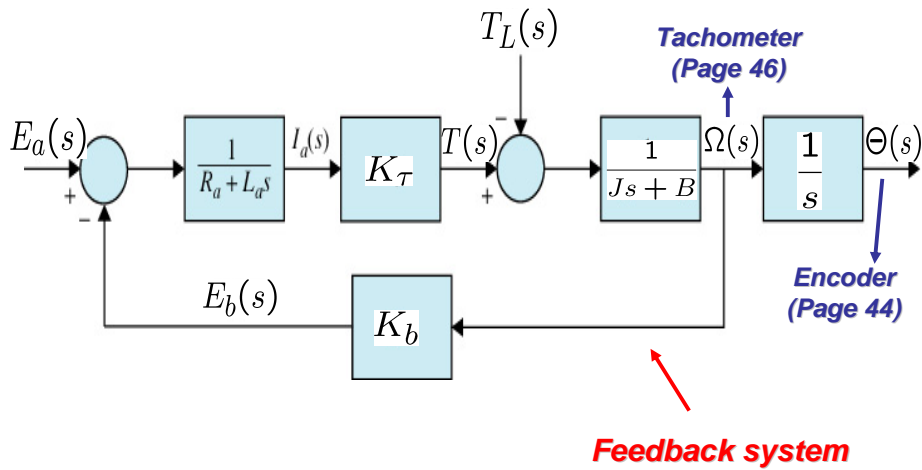 T_L(s)
Tachometer
(Page 46)
E_a(s)
+
−
1
R_a + L_a s
I_a(s)
K_τ
T(s)
−
+
1
Js + B
Ω(s)
1
s
Θ(s)
E_b(s)
K_b
Encoder
(Page 44)
Feedback system